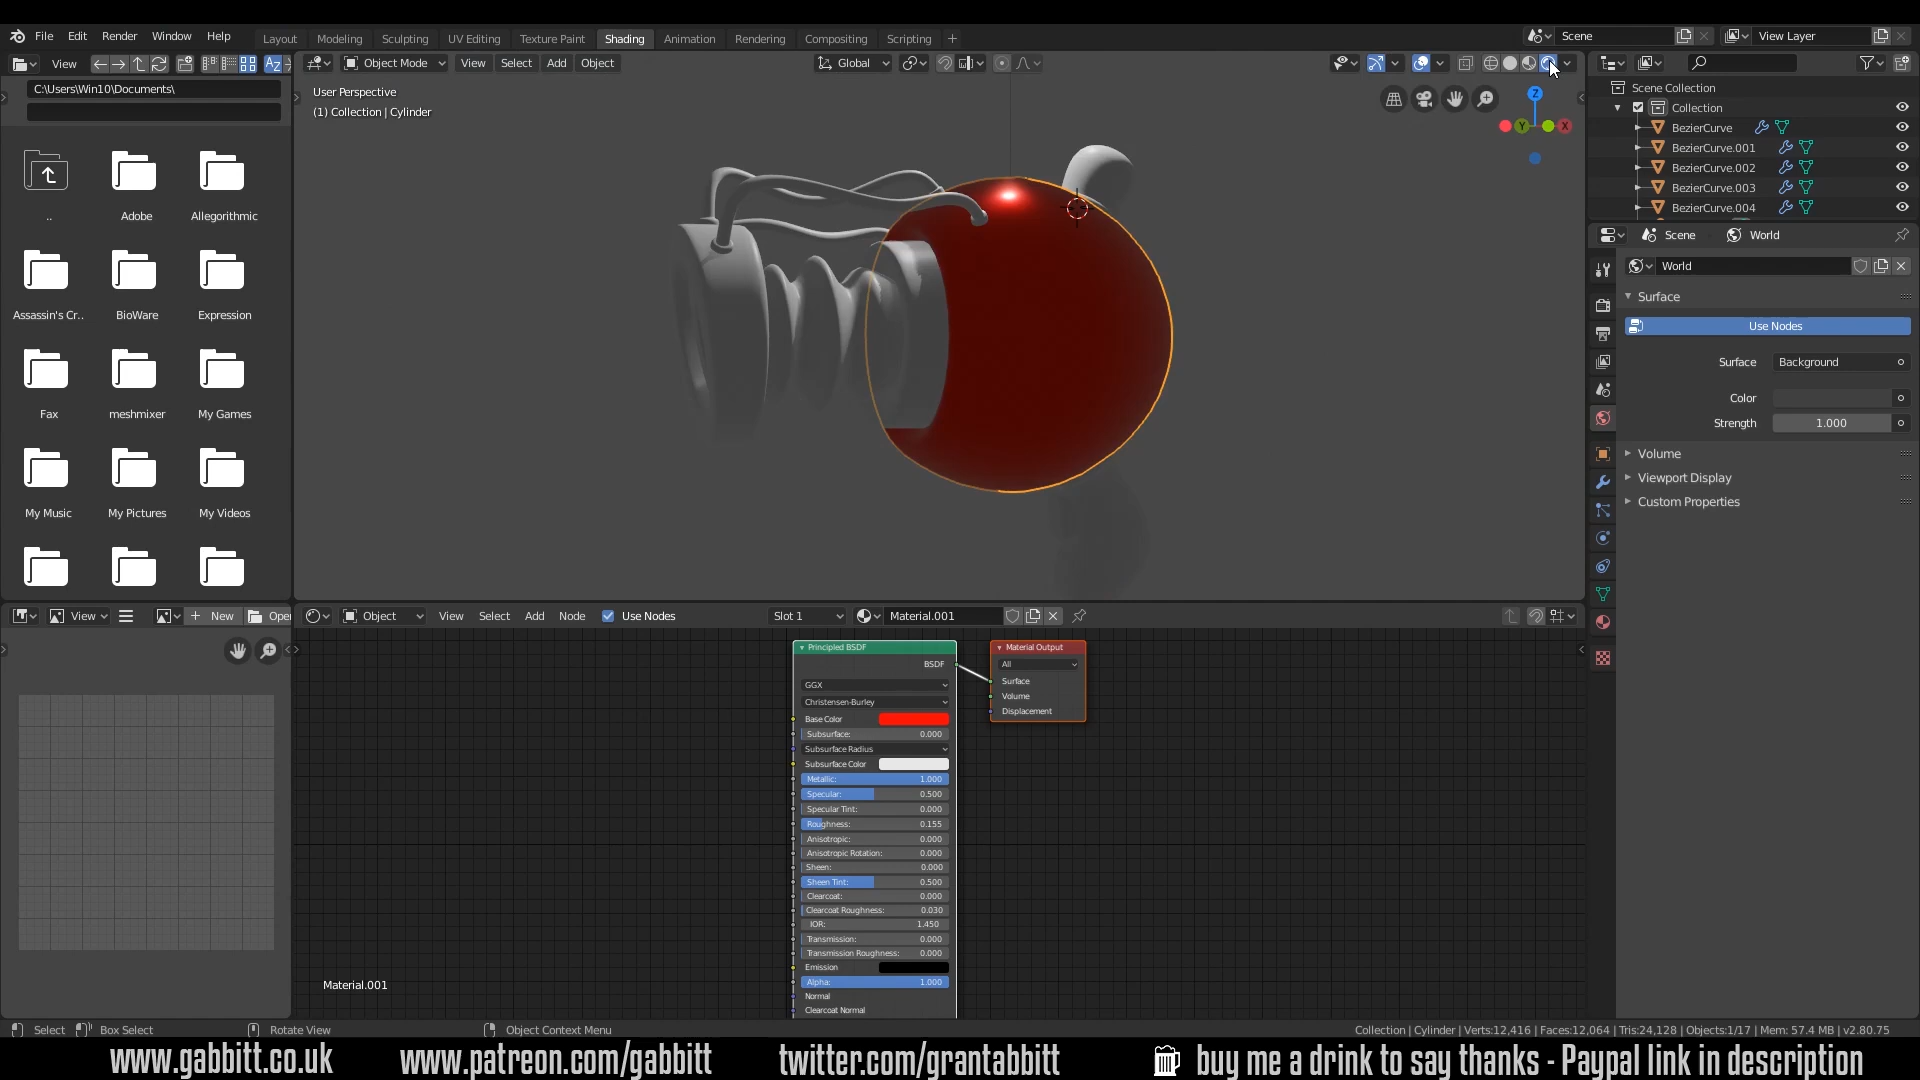 File Edit Render Window Help
Layout Modeling Sculpting UV Editing Texture Paint Shading Animation Rendering Compositing Scripting
Scene View Layer
View
C:\Users\Win10\Documents\
..
Adobe
Allegorithmic
Assassin's Cr..
BioWare
Expression
Fax
meshmixer
My Games
My Music
My Pictures
My Videos
Object Mode View Select Add Object
Global
User Perspective
(1) Collection | Cylinder
Z
Y
X
Scene Collection
Collection
BezierCurve
BezierCurve.001
BezierCurve.002
BezierCurve.003
BezierCurve.004
Scene World
World
Surface
Use Nodes
Surface Background
Color
Strength 1.000
Volume
Viewport Display
Custom Properties
View New Open
Object View Select Add Node Use Nodes Slot 1 Material.001
Principled BSDF
BSDF
GGX
Christensen-Burley
Base Color
Subsurface: 0.000
Subsurface Radius
Subsurface Color
Metallic: 1.000
Specular: 0.500
Specular Tint: 0.000
Roughness: 0.155
Anisotropic: 0.000
Anisotropic Rotation: 0.000
Sheen: 0.000
Sheen Tint: 0.500
Clearcoat: 0.000
Clearcoat Roughness: 0.030
IOR: 1.450
Transmission: 0.000
Transmission Roughness: 0.000
Emission
Alpha: 1.000
Normal
Clearcoat Normal
Material Output
All
Surface
Volume
Displacement
Material.001
Select Box Select Rotate View Object Context Menu
Collection | Cylinder | Verts:12,416 | Faces:12,064 | Tris:24,128 | Objects:1/17 | Mem: 57.4 MB | v2.80.75
www.gabbitt.co.uk www.patreon.com/gabbitt twitter.com/grantabbitt buy me a drink to say thanks - Paypal link in description